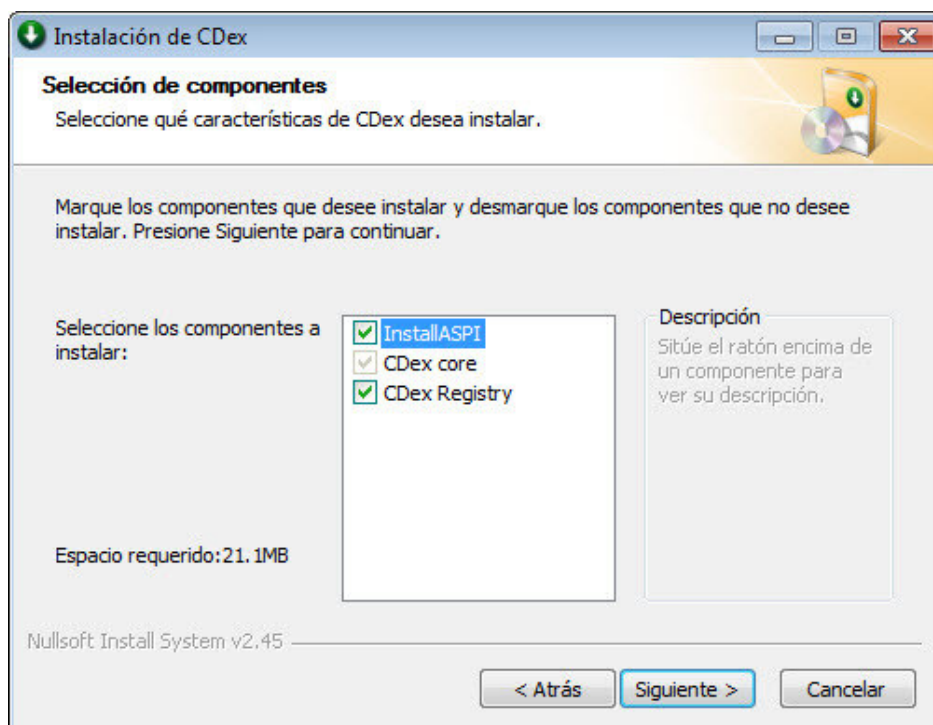 Instalación de CDex
Selección de componentes
Seleccione qué características de CDex desea instalar.
Marque los componentes que desee instalar y desmarque los componentes que no desee
instalar. Presione Siguiente para continuar.
Seleccione los componentes a
instalar:
InstallASPI
CDex core
CDex Registry
Descripción
Sitúe el ratón encima de
un componente para
ver su descripción.
Espacio requerido:21.1MB
Nullsoft Install System v2.45
< Atrás
Siguiente >
Cancelar